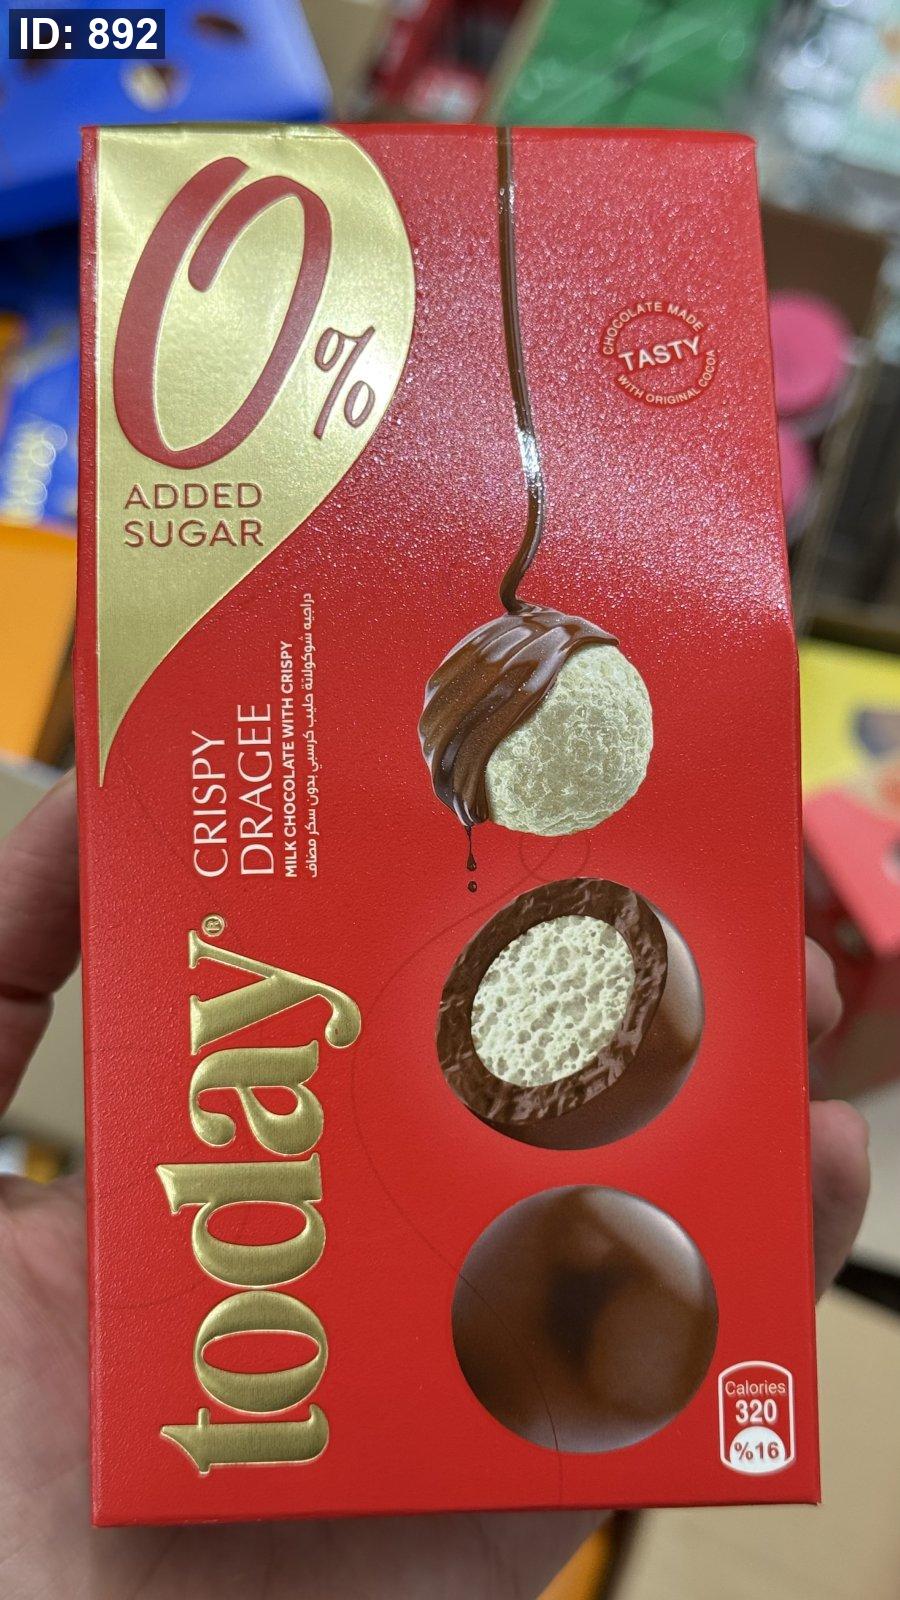 ID: 892
0%
ADDED
SUGAR
CHOCOLATE MADE
TASTY
WITH ORIGINAL COCOA
today®
CRISPY
DRAGEE
MILK CHOCOLATE WITH CRISPY
دراجيه شوكولاتة حليب كرسبي بدون سكر مضاف
Calories
320
%16